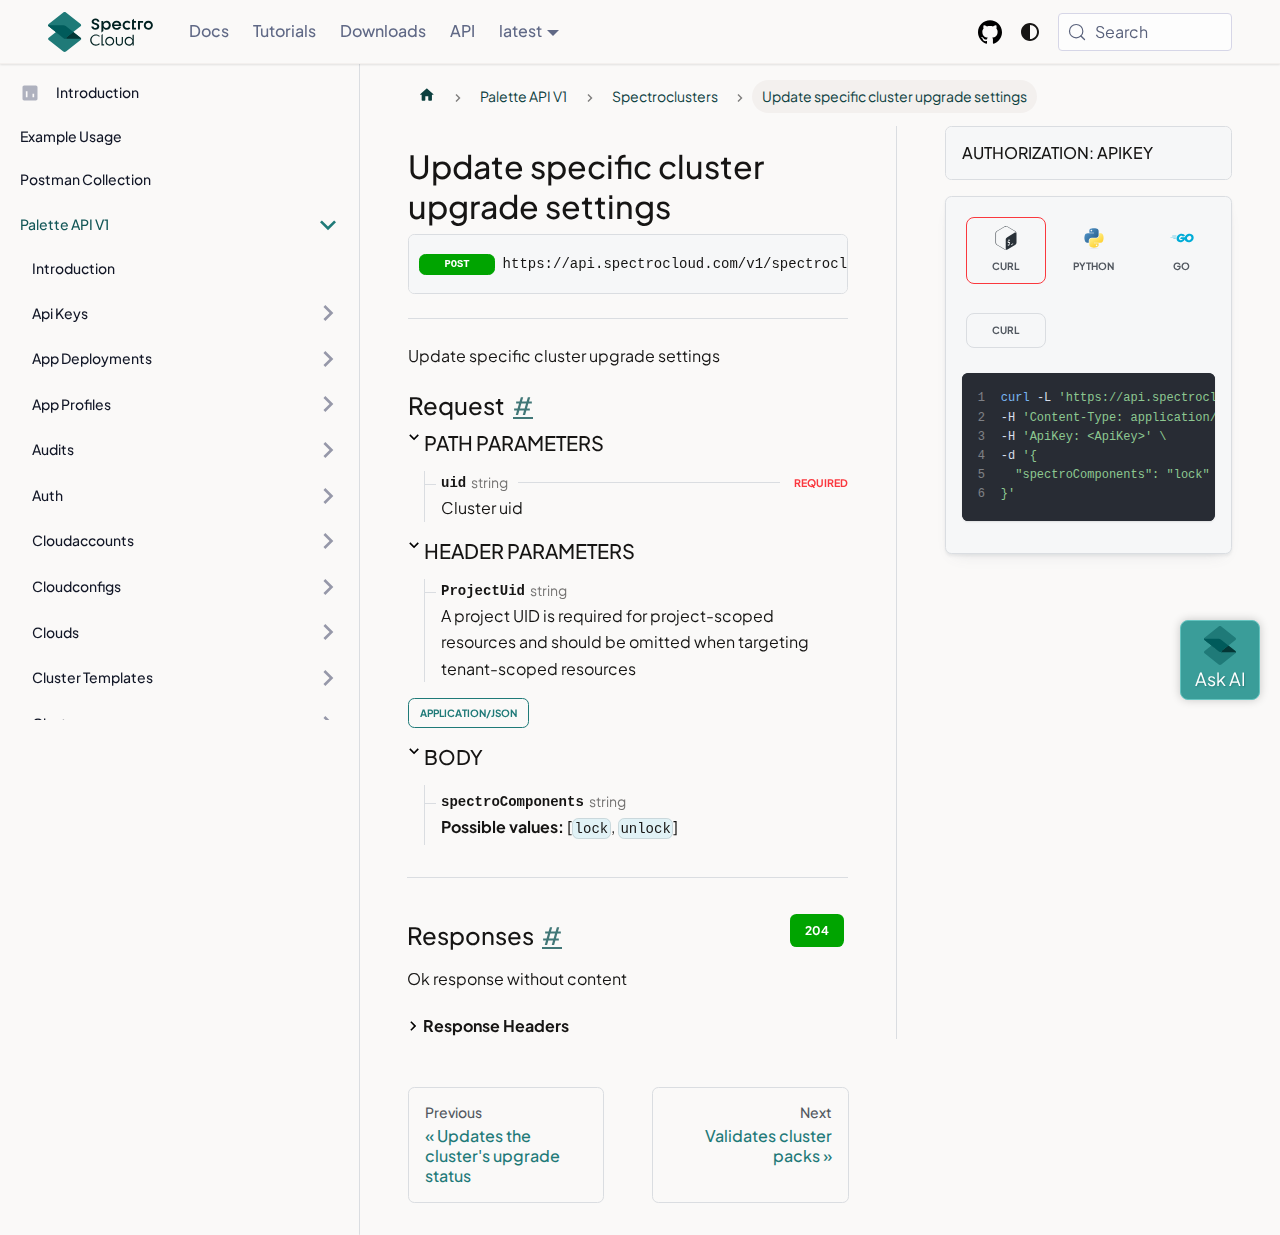 Spectro Cloud
Docs
Tutorials
Downloads
API
latest
Search
Introduction
Example Usage
Postman Collection
Palette API V1
Introduction
Api Keys
App Deployments
App Profiles
Audits
Auth
Cloudaccounts
Cloudconfigs
Clouds
Cluster Templates
Palette API V1
Spectroclusters
Update specific cluster upgrade settings
Update specific cluster
upgrade settings
POST https://api.spectrocloud.com/v1/spectrocl
Update specific cluster upgrade settings
Request #
PATH PARAMETERS
uid string REQUIRED
Cluster uid
HEADER PARAMETERS
ProjectUid string
A project UID is required for project-scoped
resources and should be omitted when targeting
tenant-scoped resources
APPLICATION/JSON
BODY
spectroComponents string
Possible values: [lock, unlock]
Responses #
204
Ok response without content
Response Headers
Previous
« Updates the
cluster's upgrade
status
Next
Validates cluster
packs »
AUTHORIZATION: APIKEY
CURL
PYTHON
GO
CURL
1 curl -L 'https://api.spectrocl
2 -H 'Content-Type: application/
3 -H 'ApiKey: <ApiKey>' \
4 -d '{
5 "spectroComponents": "lock"
6 }'
Ask AI